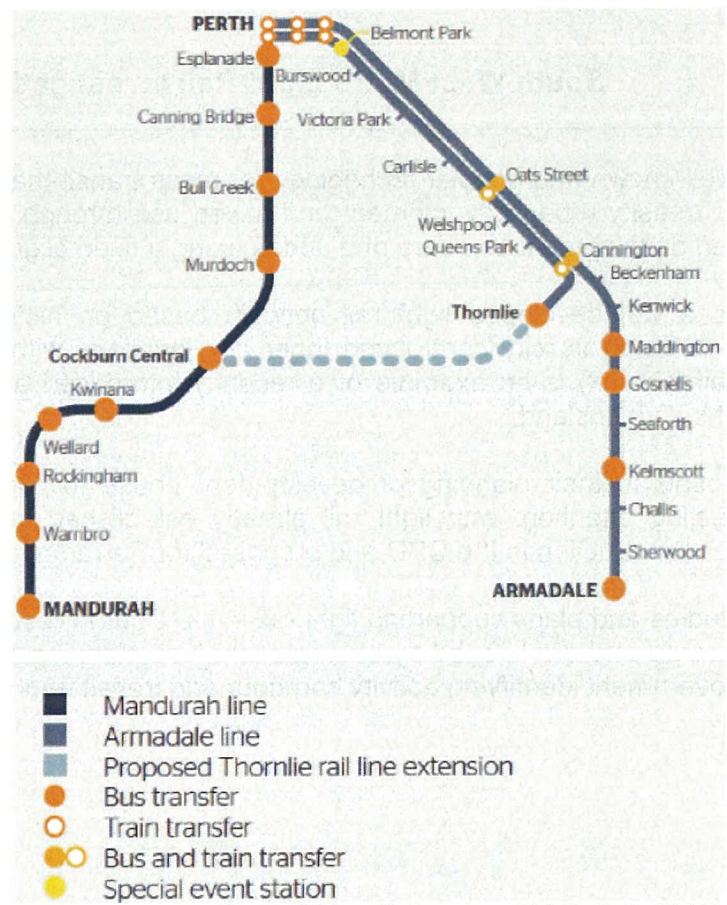 PERTH
Belmont Park
Esplanade
Burswood
Canning Bridge
Victoria Park
Carlisle
Oats Street
Bull Creek
Welshpool
Queens Park
Cannington
Murdoch
Beckenham
Thornlie
Kenwick
Cockburn Central
Maddington
Kwinana
Gosnells
Seaforth
Wellard
Rockingham
Kelmscott
Challis
Warnbro
Sherwood
MANDURAH
ARMADALE
Mandurah line
Armadale line
Proposed Thornlie rail line extension
Bus transfer
Train transfer
Bus and train transfer
Special event station